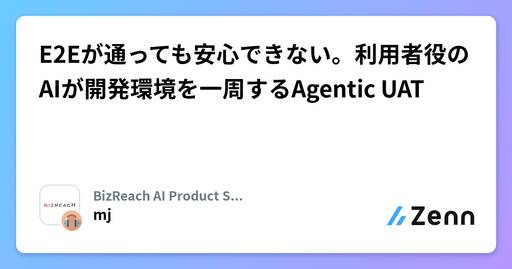 E2Eが通っても安心できない。利用者役の
AIが開発環境を一周するAgentic UAT
BIZREACH
BizReach AI Product S...
mj
Zenn